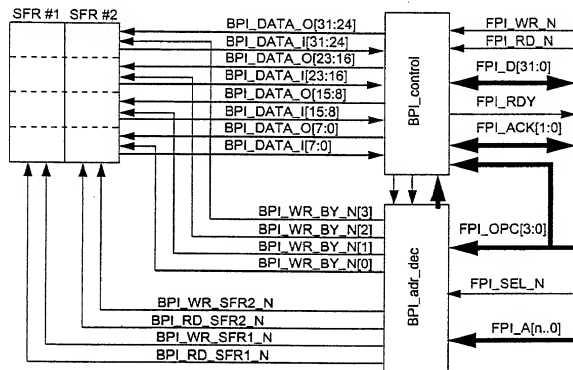 SFR #1 SFR #2
BPI_DATA_O[31:24]
BPI_DATA_I[31:24]
BPI_DATA_O[23:16]
BPI_DATA_I[23:16]
BPI_DATA_O[15:8]
BPI_DATA_I[15:8]
BPI_DATA_O[7:0]
BPI_DATA_I[7:0]
BPI_control
FPI_WR_N
FPI_RD_N
FPI_D[31:0]
FPI_RDY
FPI_ACK[1:0]
BPI_WR_BY_N[3]
BPI_WR_BY_N[2]
BPI_WR_BY_N[1]
BPI_WR_BY_N[0]
BPI_WR_SFR2_N
BPI_RD_SFR2_N
BPI_WR_SFR1_N
BPI_RD_SFR1_N
BPI_adr_dec
FPI_OPC[3:0]
FPI_SEL_N
FPI_A[n..0]